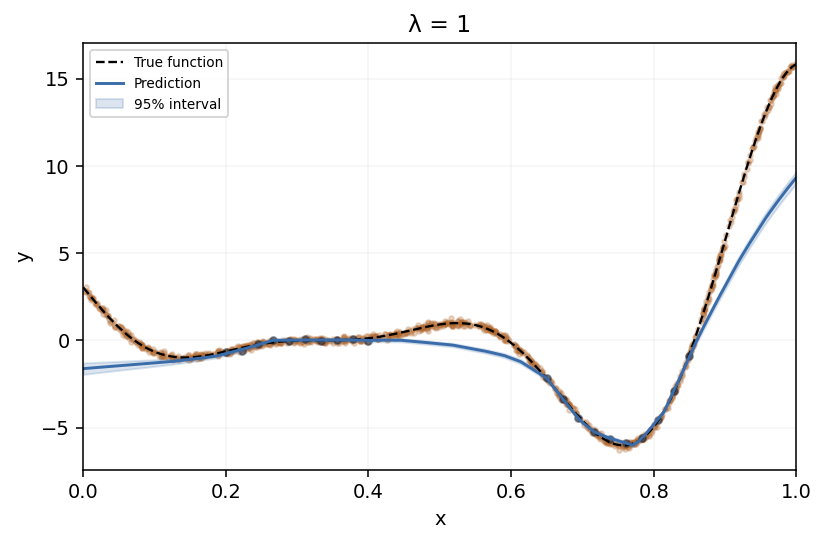 λ = 1
True function
Prediction
95% interval
15
10
5
0
−5
y
0.0 0.2 0.4 0.6 0.8 1.0
x